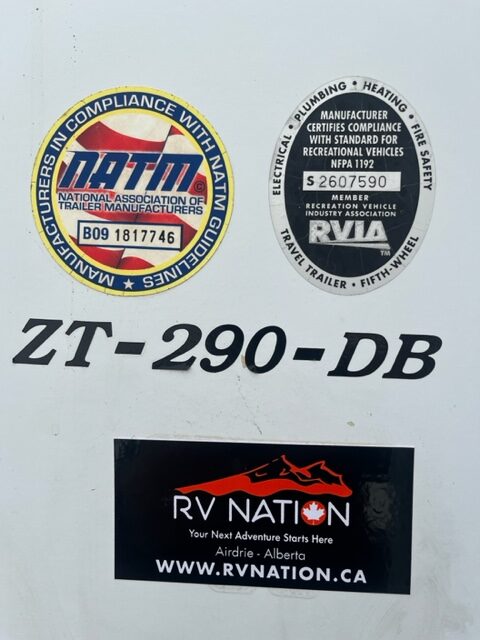 MANUFACTURERS IN COMPLIANCE WITH NATM GUIDELINES ★
NATM©
NATIONAL ASSOCIATION OF
TRAILER MANUFACTURERS
B09 1817746
ELECTRICAL • PLUMBING • HEATING • FIRE SAFETY
MANUFACTURER
CERTIFIES COMPLIANCE
WITH STANDARD FOR
RECREATIONAL VEHICLES
NFPA 1192
S 2607590
MEMBER
RECREATION VEHICLE
INDUSTRY ASSOCIATION
RVIA TM
TRAVEL TRAILER • FIFTH-WHEEL
ZT-290-DB
RV NATION
Your Next Adventure Starts Here
Airdrie - Alberta
WWW.RVNATION.CA